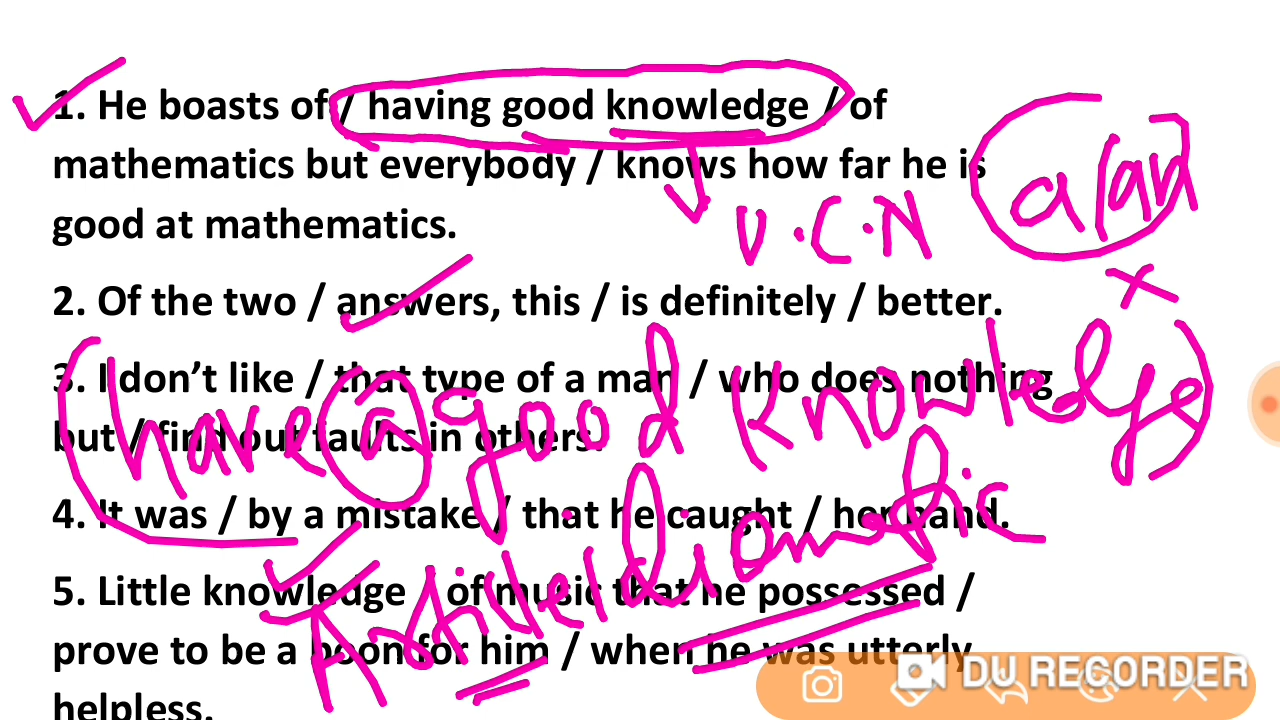 1. He boasts of / having good knowledge / of
mathematics but everybody / knows how far he is
good at mathematics.
a/an
U.C.N
×
2. Of the two / answers, this / is definitely / better.
3. I don’t like / that type of a man / who does nothing
but / find out faults in others.
(have a good knowledge)
4. It was / by a mistake / that he caught / her hand.
Article Idiomatic
5. Little knowledge / of music that he possessed /
prove to be a boon for him / when he was utterly
helpless.
DU RECORDER